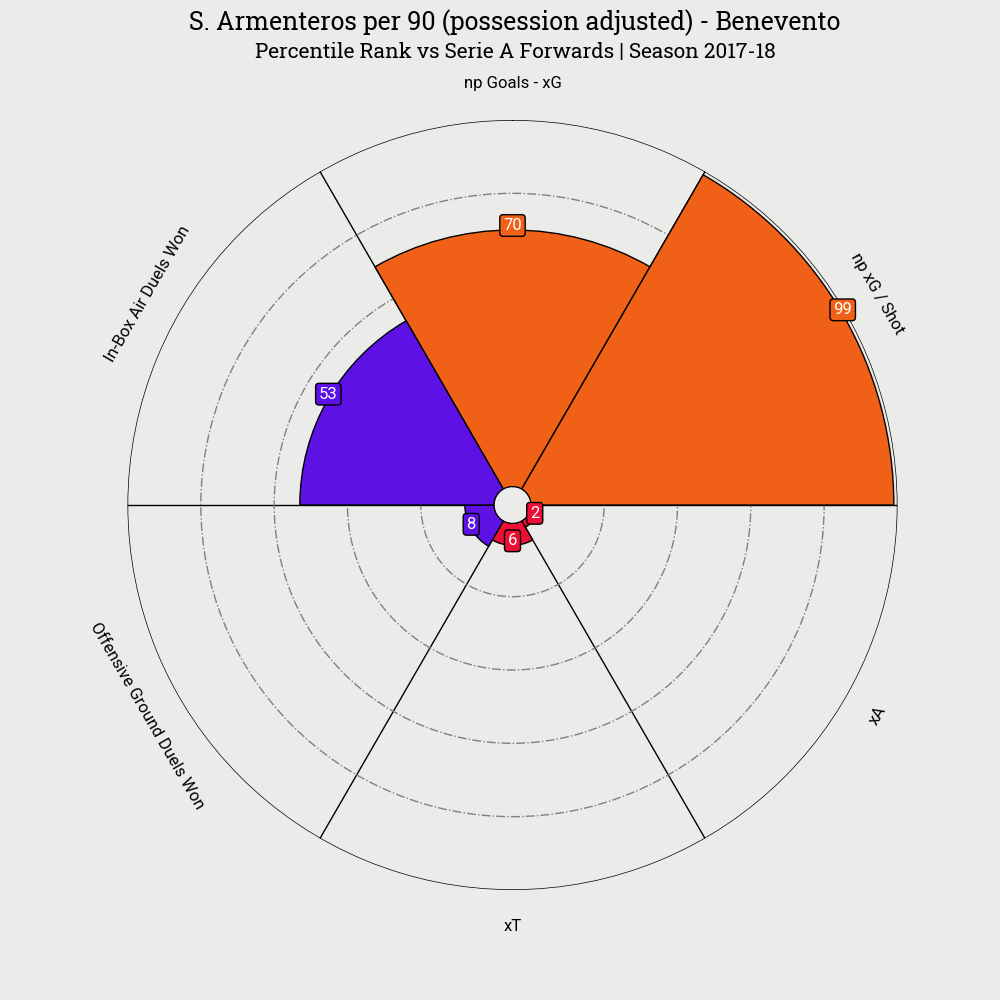 S. Armenteros per 90 (possession adjusted) - Benevento
Percentile Rank vs Serie A Forwards | Season 2017-18
np Goals - xG
70
np xG / Shot
99
In-Box Air Duels Won
53
2
8
6
Offensive Ground Duels Won
xA
xT